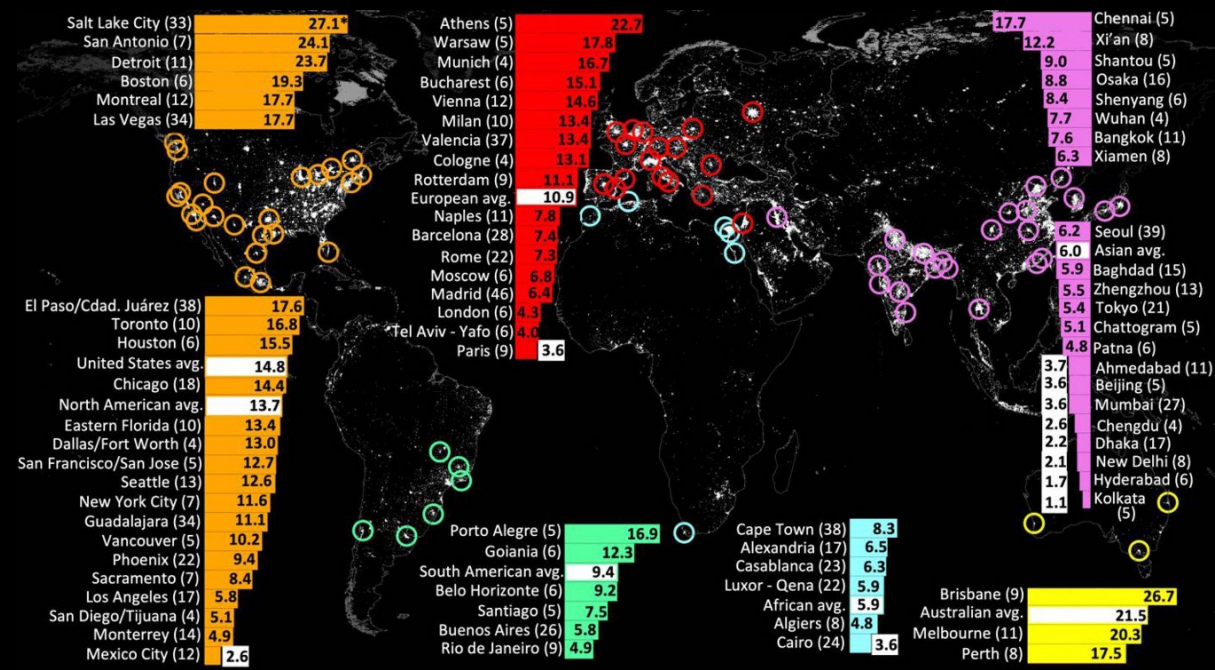 Salt Lake City (33) 27.1*
San Antonio (7) 24.1
Detroit (11) 23.7
Boston (6) 19.3
Montreal (12) 17.7
Las Vegas (34) 17.7
El Paso/Cdad. Juárez (38) 17.6
Toronto (10) 16.8
Houston (6) 15.5
United States avg. 14.8
Chicago (18) 14.4
North American avg. 13.7
Eastern Florida (10) 13.4
Dallas/Fort Worth (4) 13.0
San Francisco/San Jose (5) 12.7
Seattle (13) 12.6
New York City (7) 11.6
Guadalajara (34) 11.1
Vancouver (5) 10.2
Phoenix (22) 9.4
Sacramento (7) 8.4
Los Angeles (17) 5.8
San Diego/Tijuana (4) 5.1
Monterrey (14) 4.9
Mexico City (12) 2.6
Athens (5) 22.7
Warsaw (5) 17.8
Munich (4) 16.7
Bucharest (6) 15.1
Vienna (12) 14.6
Milan (10) 13.4
Valencia (37) 13.4
Cologne (4) 13.1
Rotterdam (9) 11.1
European avg. 10.9
Naples (11) 7.8
Barcelona (28) 7.4
Rome (22) 7.3
Moscow (6) 6.8
Madrid (46) 6.4
London (6) 4.3
Tel Aviv - Yafo (6) 4.0
Paris (9) 3.6
Porto Alegre (5) 16.9
Goiania (6) 12.3
South American avg. 9.4
Belo Horizonte (6) 9.2
Santiago (5) 7.5
Buenos Aires (26) 5.8
Rio de Janeiro (9) 4.9
Cape Town (38) 8.3
Alexandria (17) 6.5
Casablanca (23) 6.3
Luxor - Qena (22) 5.9
African avg. 5.9
Algiers (8) 4.8
Cairo (24) 3.6
17.7 Chennai (5)
12.2 Xi'an (8)
9.0 Shantou (5)
8.8 Osaka (16)
8.4 Shenyang (6)
7.7 Wuhan (4)
7.6 Bangkok (11)
6.3 Xiamen (8)
6.2 Seoul (39)
6.0 Asian avg.
5.9 Baghdad (15)
5.5 Zhengzhou (13)
5.4 Tokyo (21)
5.1 Chattogram (5)
4.8 Patna (6)
3.7 Ahmedabad (11)
3.6 Beijing (5)
3.6 Mumbai (27)
2.6 Chengdu (4)
2.2 Dhaka (17)
2.1 New Delhi (8)
1.7 Hyderabad (6)
1.1 Kolkata
(5)
Brisbane (9) 26.7
Australian avg. 21.5
Melbourne (11) 20.3
Perth (8) 17.5